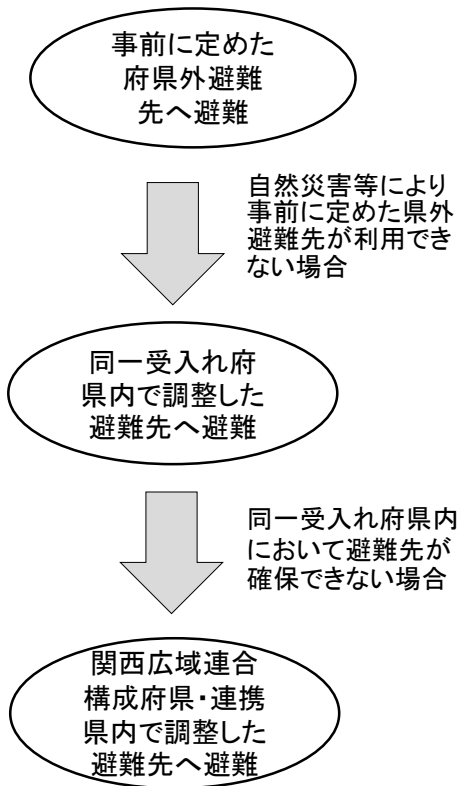 事前に定めた
府県外避難
先へ避難
自然災害等により
事前に定めた県外
避難先が利用でき
ない場合
同一受入れ府
県内で調整した
避難先へ避難
同一受入れ府県内
において避難先が
確保できない場合
関西広域連合
構成府県・連携
県内で調整した
避難先へ避難